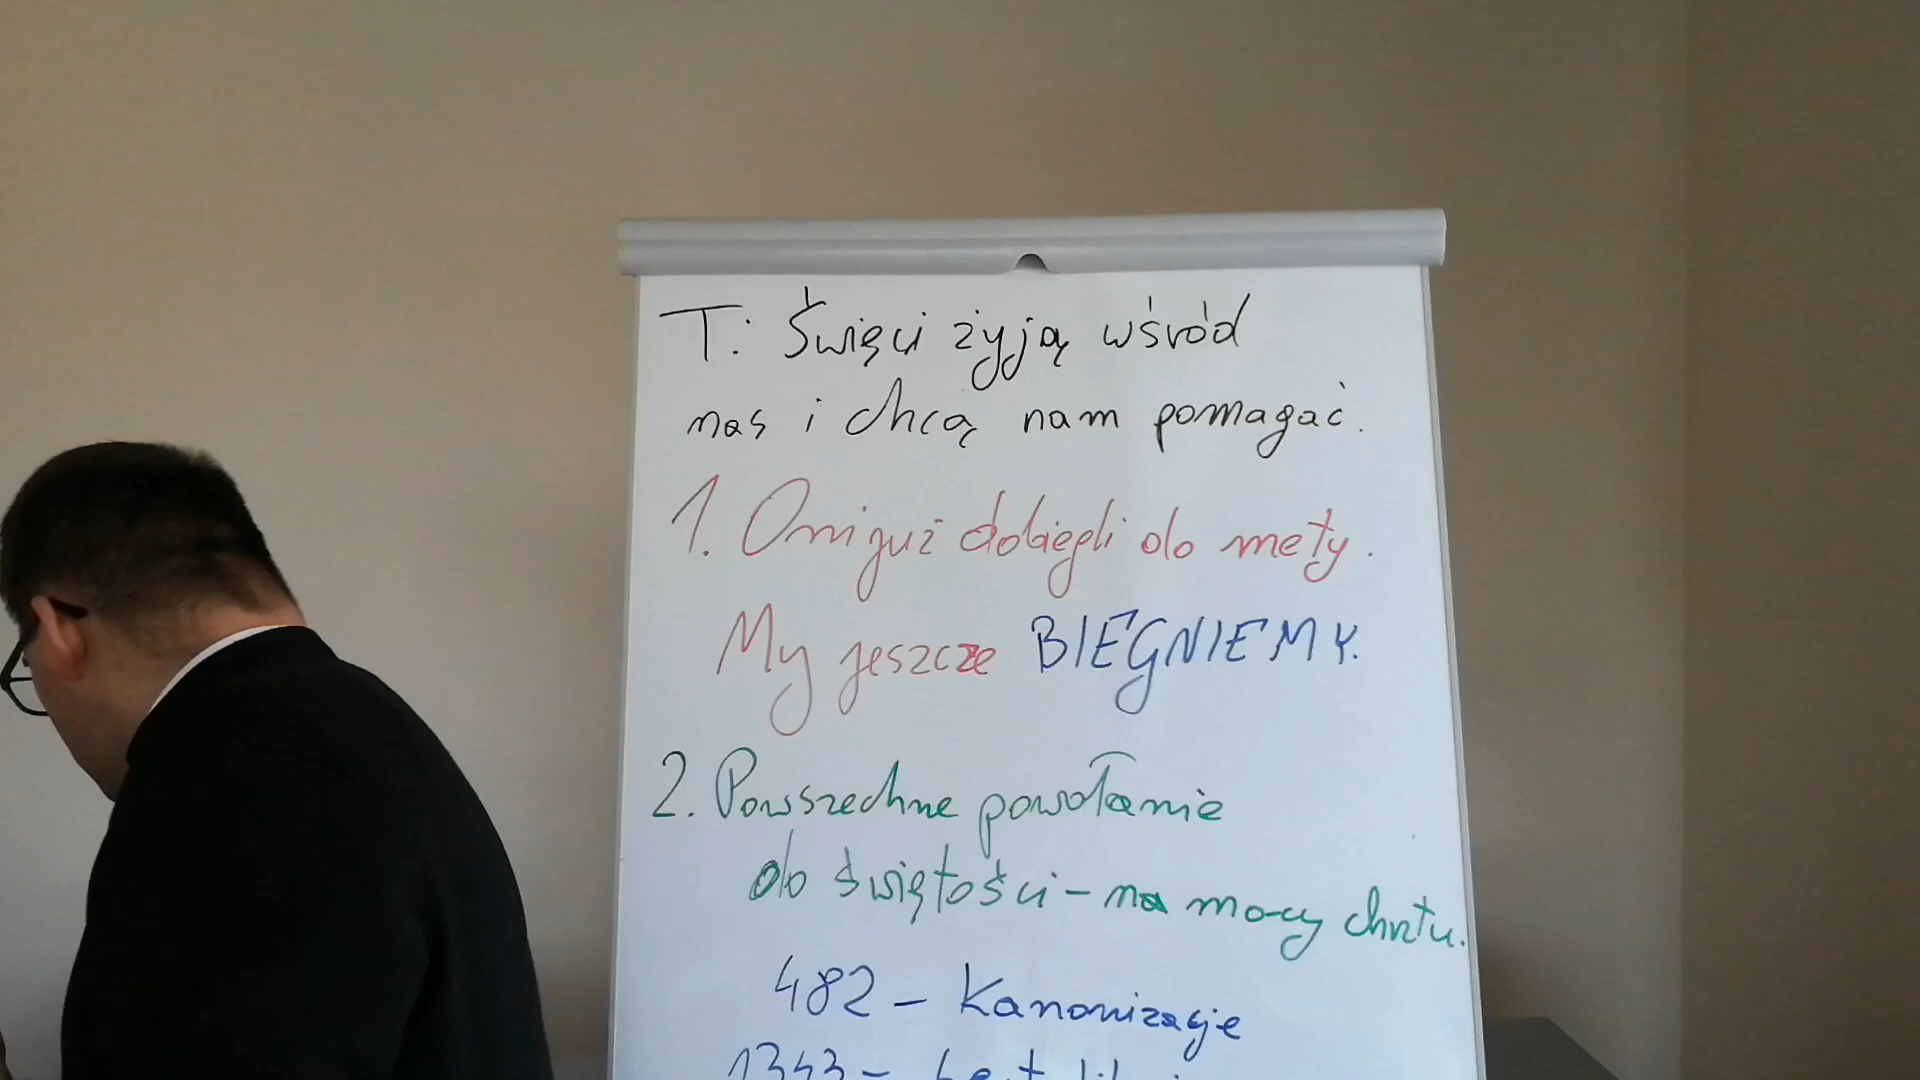 T: Święci żyją wśród
nas i chcą nam pomagać.
1. Oni już dobiegli do mety.
My jeszcze BIEGNIEMY.
2. Powszechne powołanie
do świętości – na mocy chrztu.
482 – Kanonizacje
1343 –